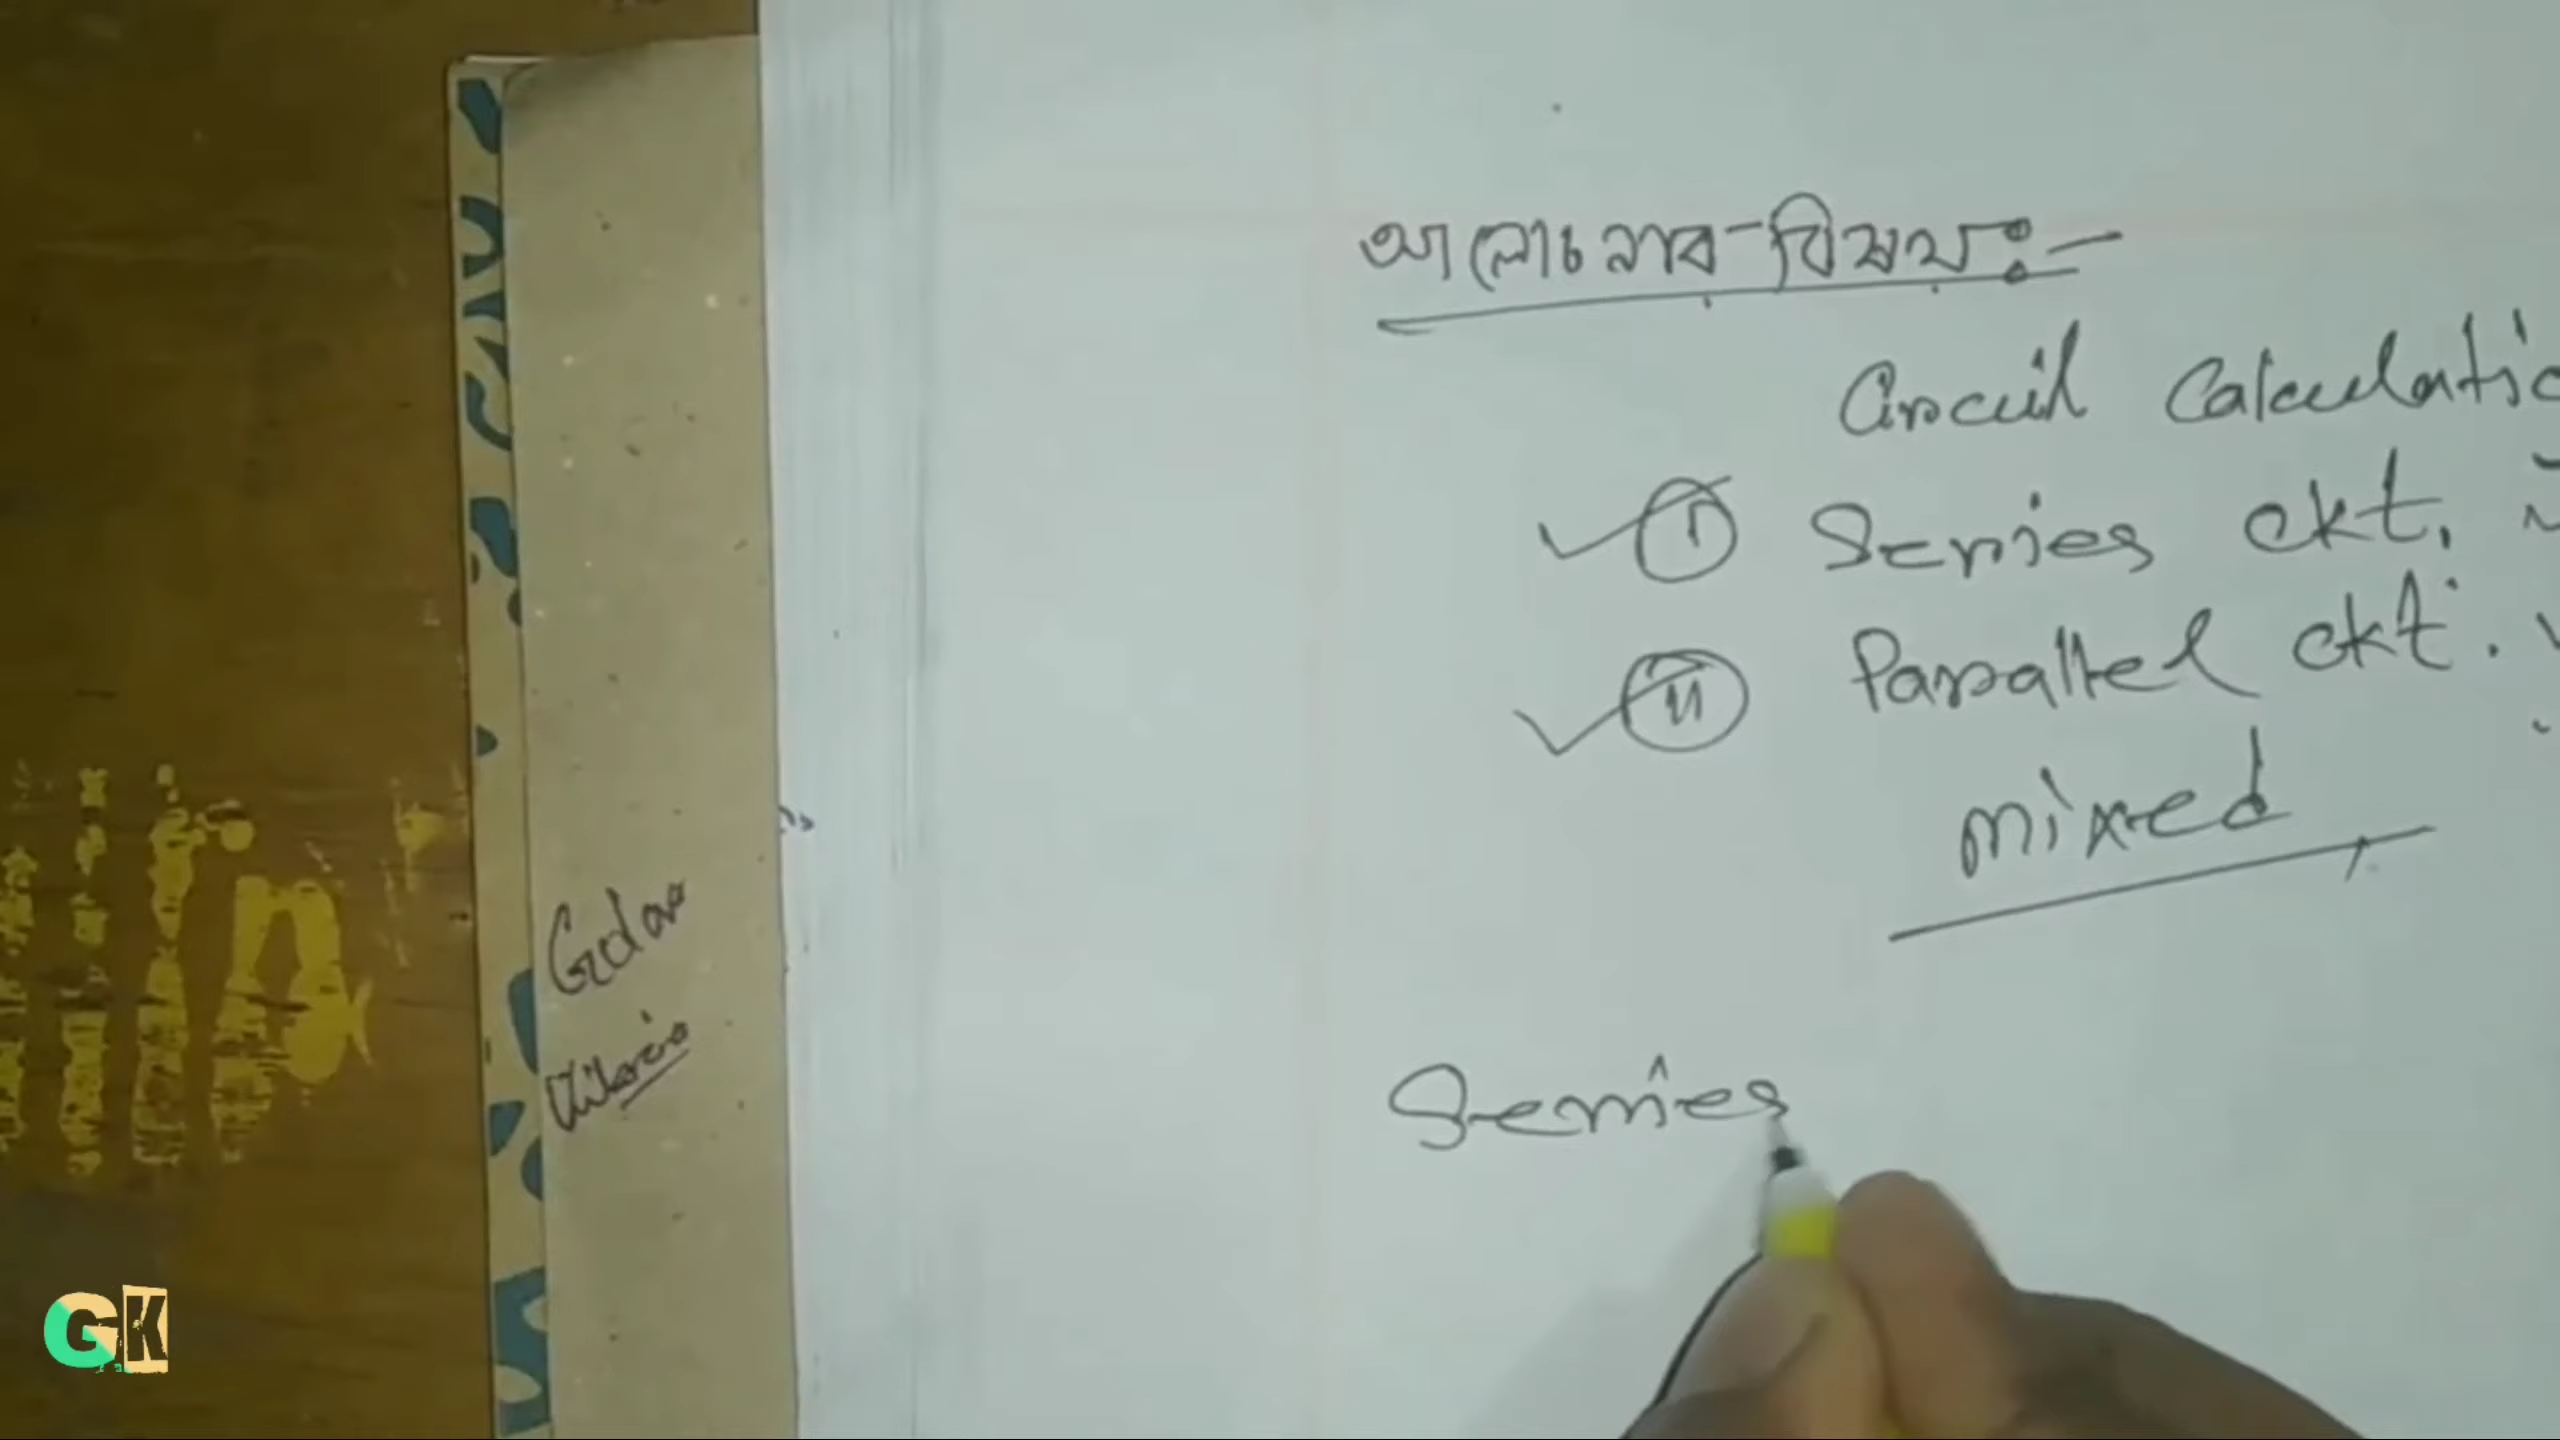 আলোচনার বিষয়ঃ-
Circuit Calculatio
I Series ckt.
II Parallel ckt.
mixed
Series
GK